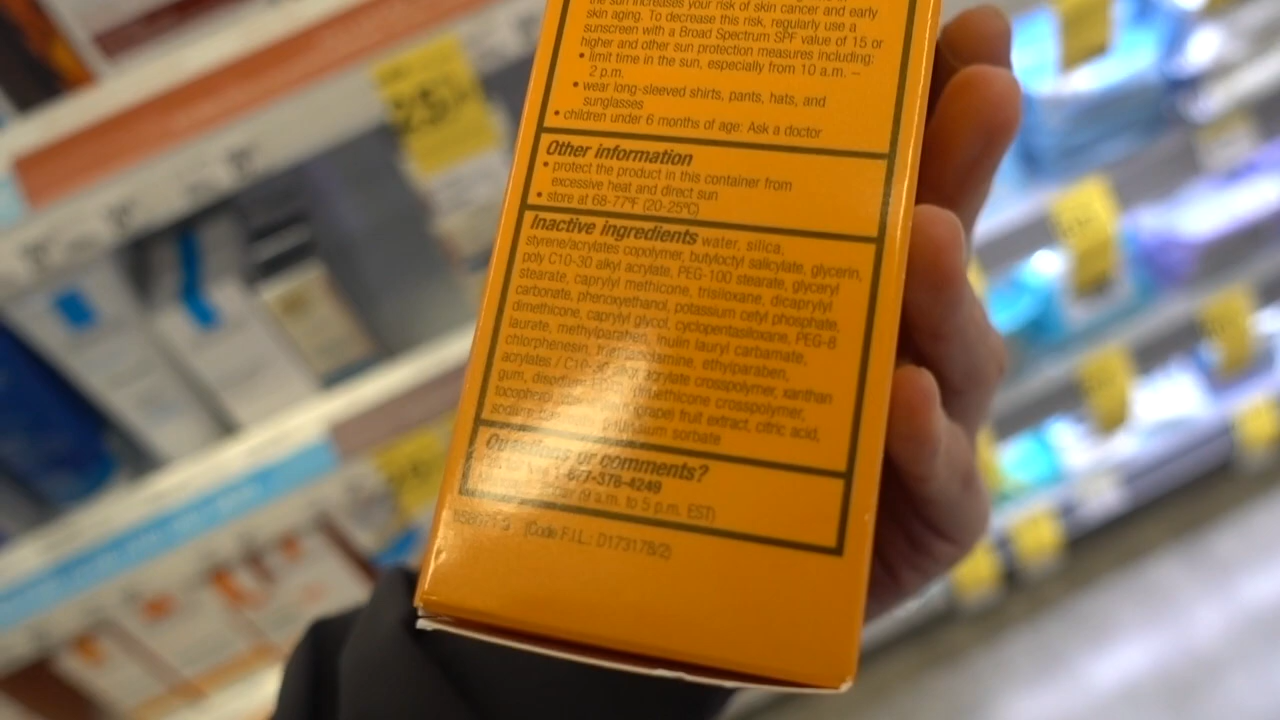 the sun increases your risk of skin cancer and early
skin aging. To decrease this risk, regularly use a
sunscreen with a Broad Spectrum SPF value of 15 or
higher and other sun protection measures including:
• limit time in the sun, especially from 10 a.m. –
2 p.m.
• wear long-sleeved shirts, pants, hats, and
sunglasses
• children under 6 months of age: Ask a doctor
Other information
• protect the product in this container from
excessive heat and direct sun
• store at 68-77ºF (20-25ºC)
Inactive ingredients water, silica,
styrene/acrylates copolymer, butyloctyl salicylate, glycerin,
poly C10-30 alkyl acrylate, PEG-100 stearate, glyceryl
stearate, caprylyl methicone, trisiloxane, dicaprylyl
carbonate, phenoxyethanol, potassium cetyl phosphate,
dimethicone, caprylyl glycol, cyclopentasiloxane, PEG-8
laurate, methylparaben, inulin lauryl carbamate,
chlorphenesin, triethanolamine, ethylparaben,
acrylates / C10-30 alkyl acrylate crosspolymer, xanthan
gum, disodium EDTA, dimethicone crosspolymer,
tocopherol, (grape) fruit extract, citric acid,
potassium sorbate
Questions or comments?
1-877-378-4249
(9 a.m. to 5 p.m. EST)
(Code F.I.L.: D173178/2)
25